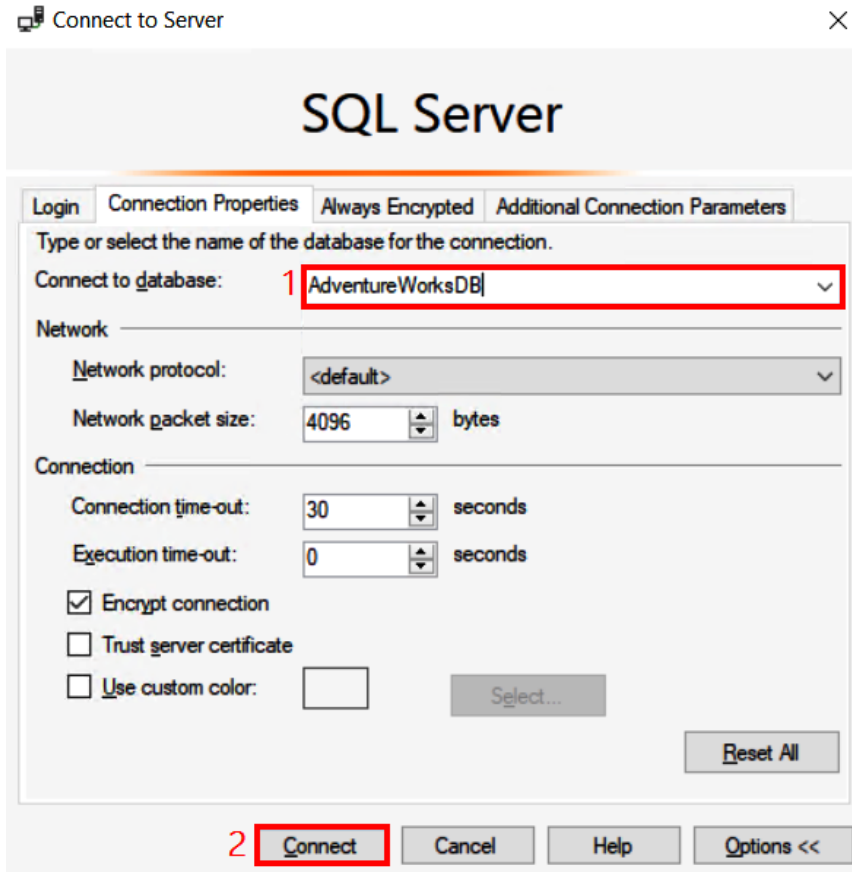 Connect to Server
SQL Server
Login Connection Properties Always Encrypted Additional Connection Parameters
Type or select the name of the database for the connection.
Connect to database: 1 AdventureWorksDB
Network
Network protocol: <default>
Network packet size: 4096 bytes
Connection
Connection time-out: 30 seconds
Execution time-out: 0 seconds
Encrypt connection
Trust server certificate
Use custom color: Select...
Reset All
2 Connect Cancel Help Options <<